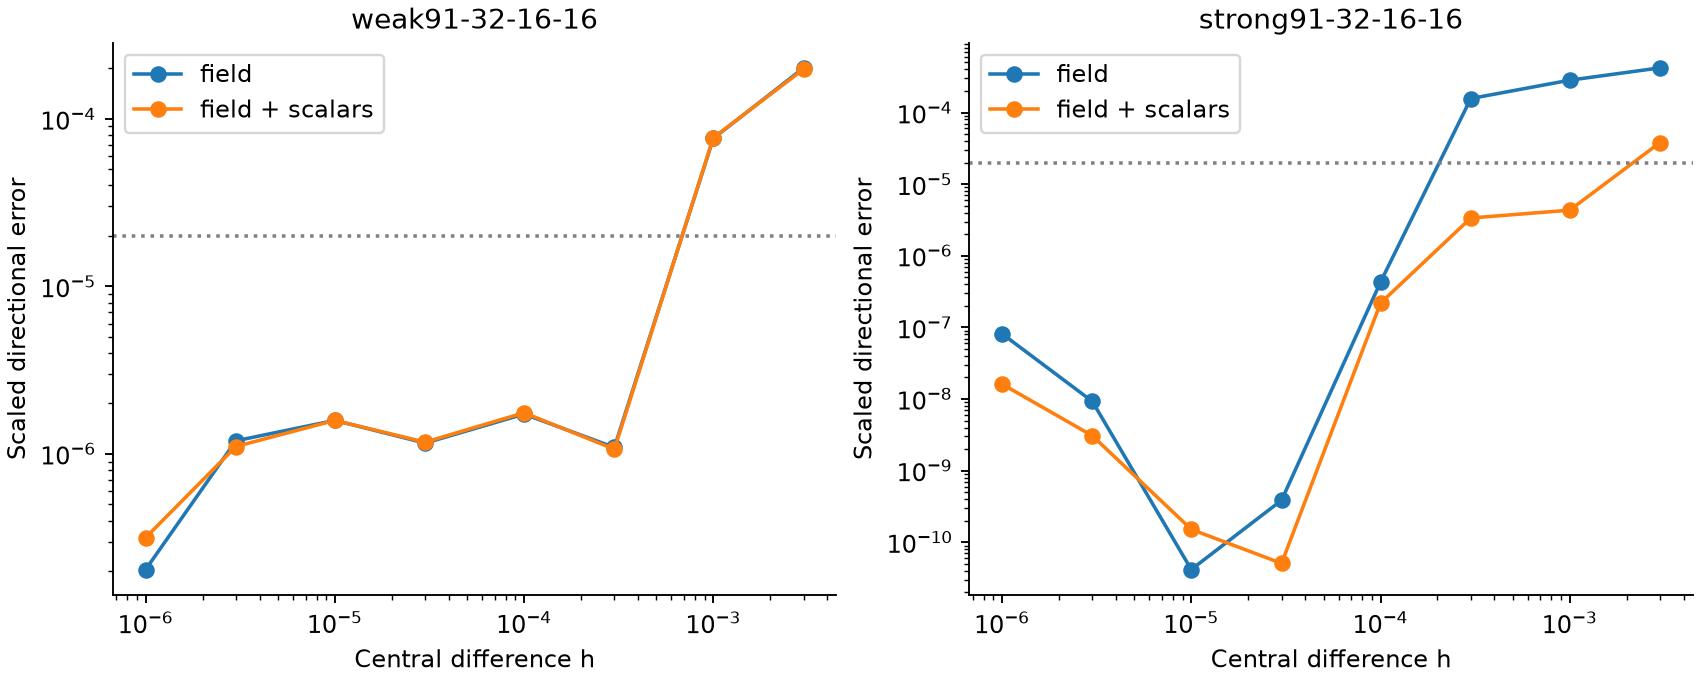 weak91-32-16-16
field
field + scalars
Scaled directional error
10⁻⁴
10⁻⁵
10⁻⁶
10⁻⁶
10⁻⁵
10⁻⁴
10⁻³
Central difference h
strong91-32-16-16
field
field + scalars
Scaled directional error
10⁻⁴
10⁻⁵
10⁻⁶
10⁻⁷
10⁻⁸
10⁻⁹
10⁻¹⁰
10⁻⁶
10⁻⁵
10⁻⁴
10⁻³
Central difference h